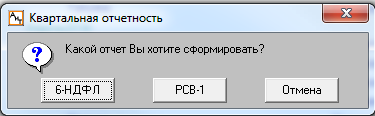 Квартальная отчетность
Какой отчет Вы хотите сформировать?
6-НДФЛ
РСВ-1
Отмена